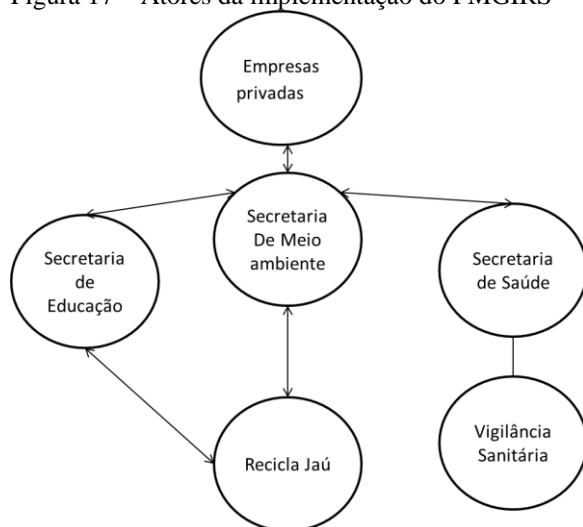 Figura 17 – Atores da implementação do PMGIRS
Empresas
privadas
Secretaria
De Meio
ambiente
Secretaria
de
Educação
Secretaria
de Saúde
Recicla Jaú
Vigilância
Sanitária